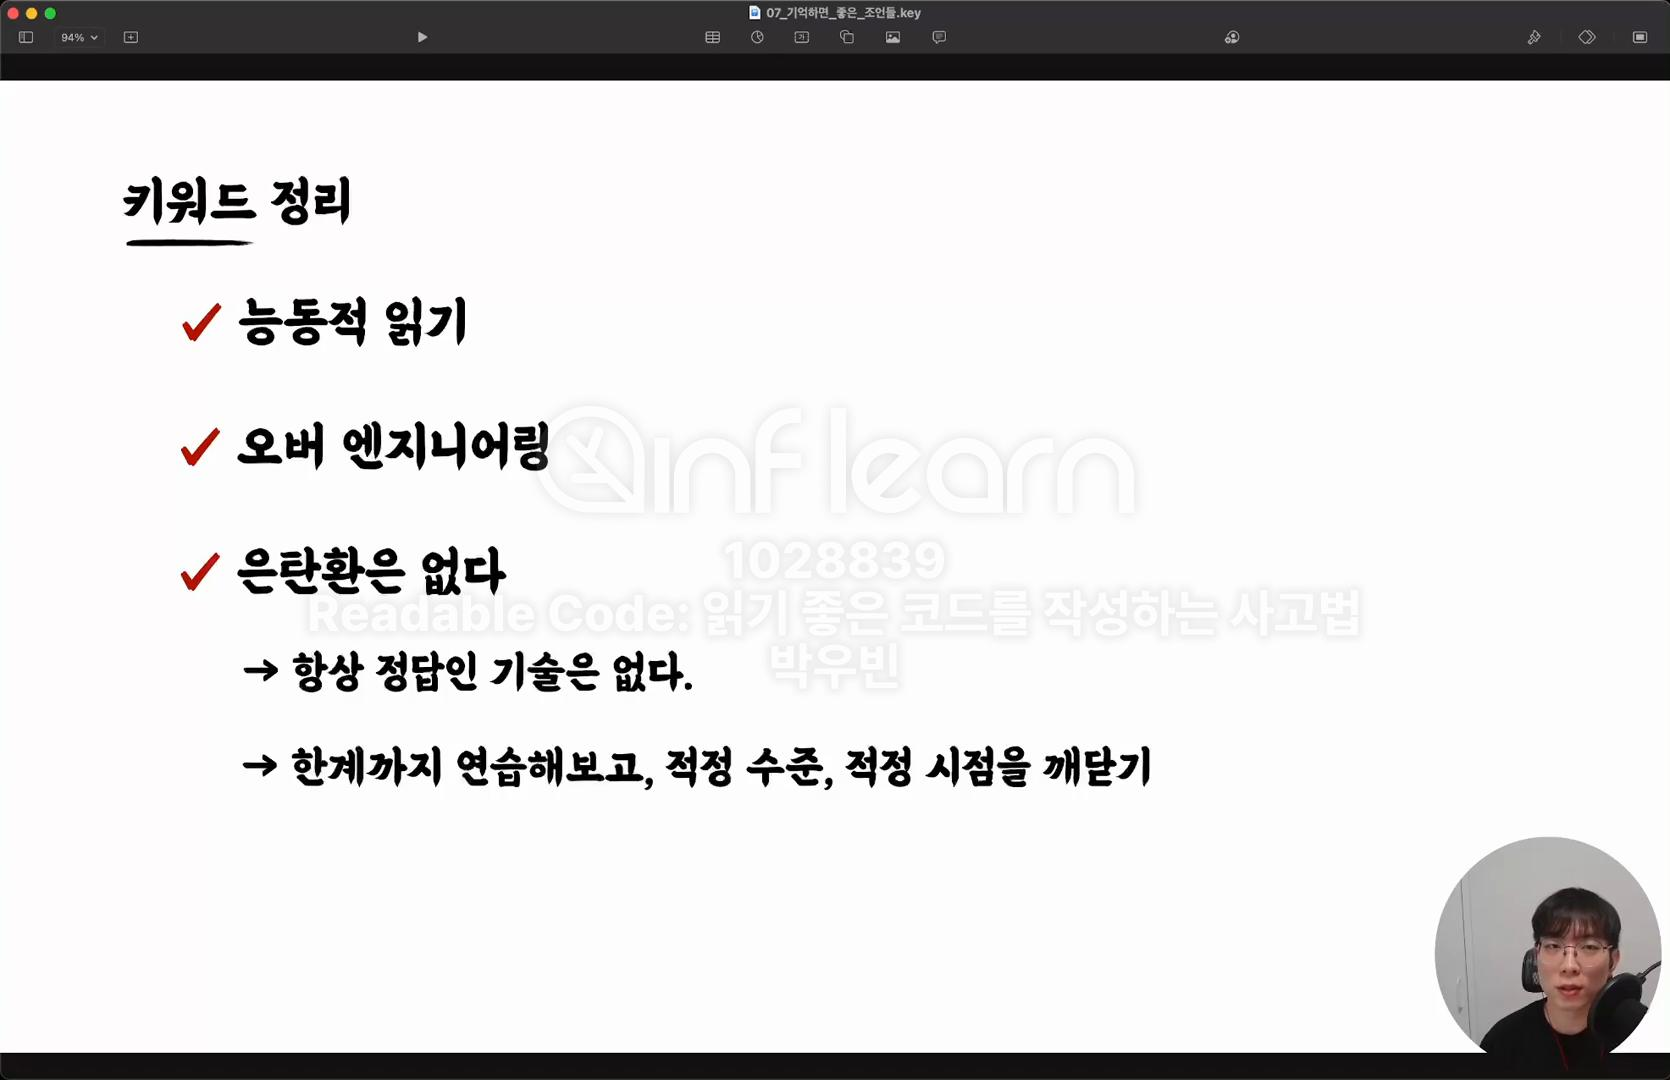 07_기억하면_좋은_조언들.key
94%
키워드 정리
능동적 읽기
오버 엔지니어링
inflearn
은탄환은 없다
1028839
Readable Code: 읽기 좋은 코드를 작성하는 사고법
박우빈
→ 항상 정답인 기술은 없다.
→ 한계까지 연습해보고, 적정 수준, 적정 시점을 깨닫기